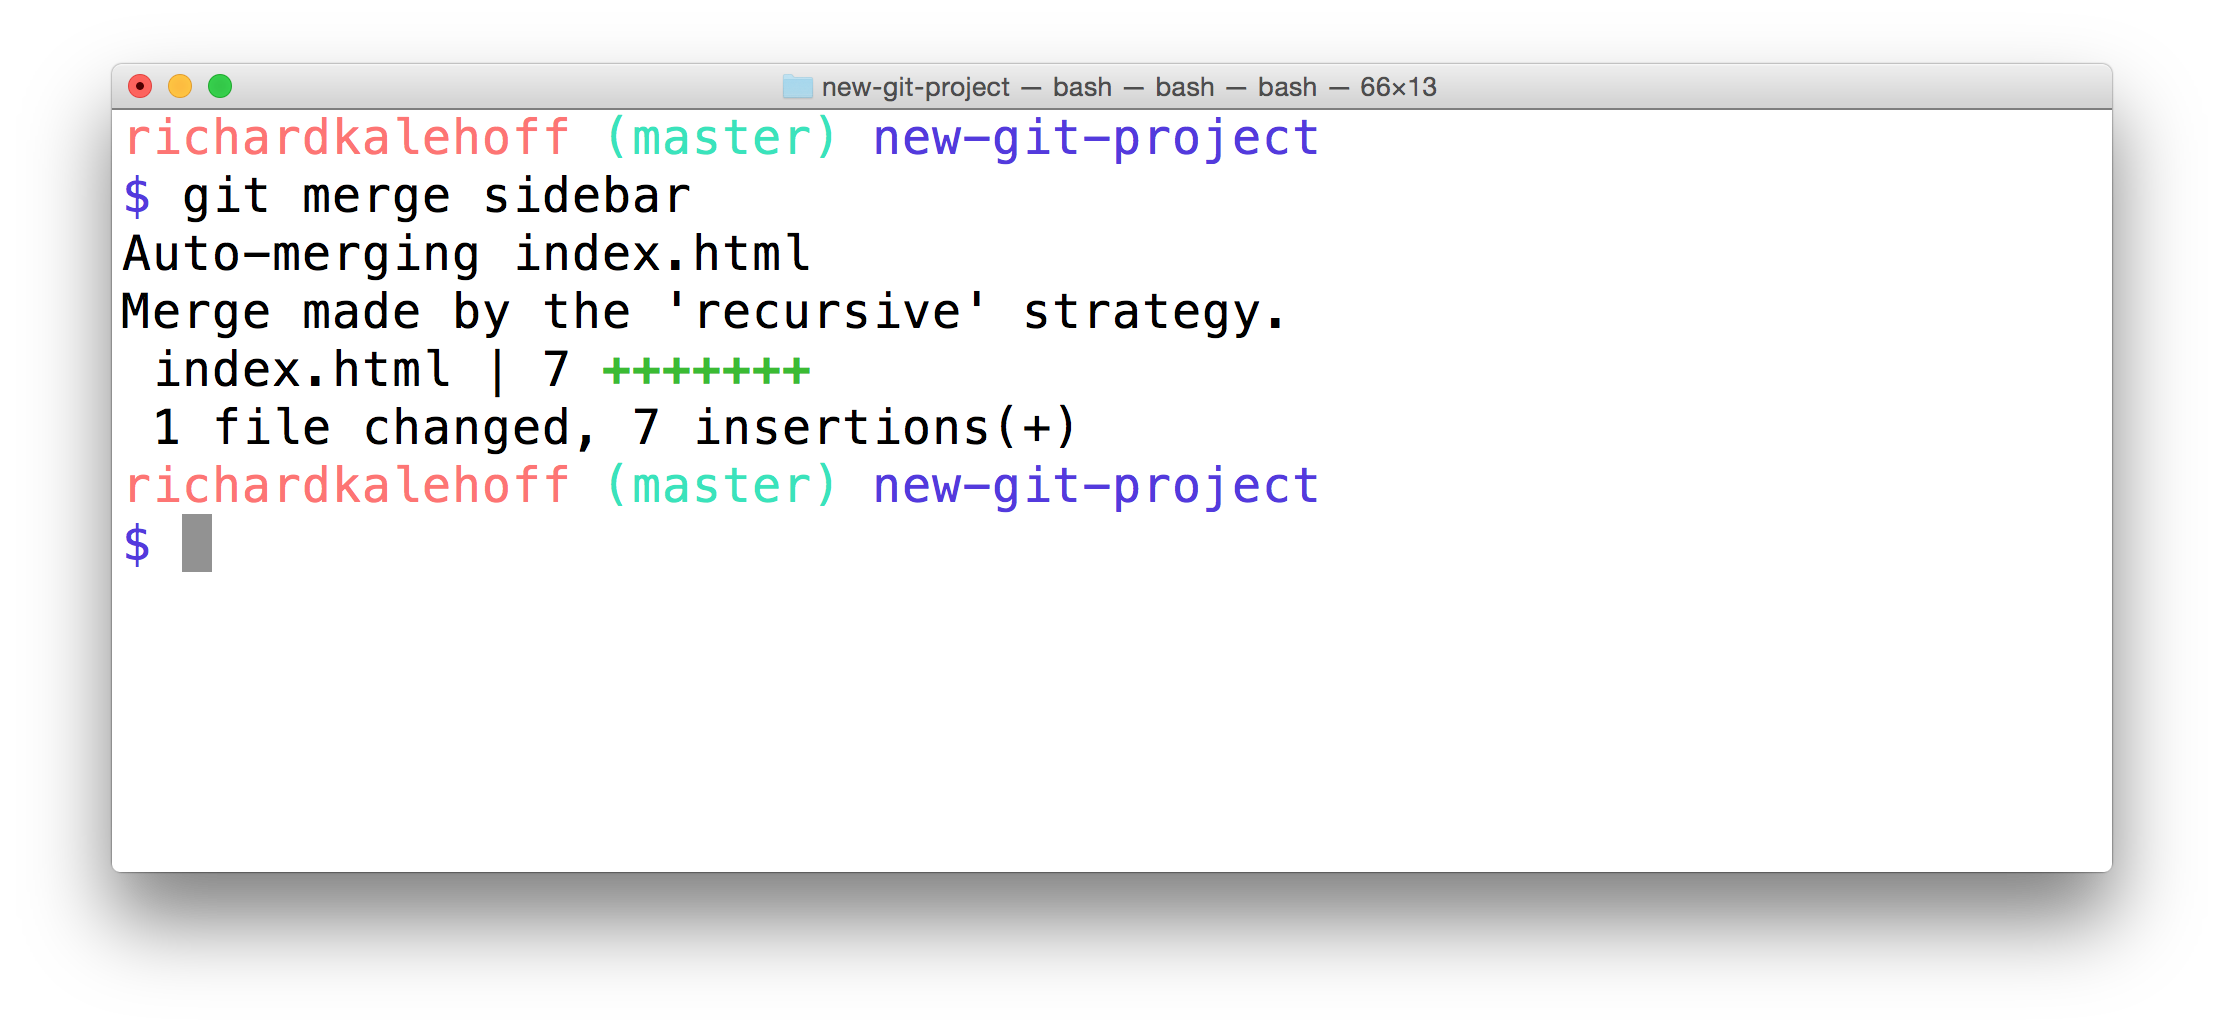 new-git-project — bash — bash — bash — 66×13
richardkalehoff (master) new-git-project
$ git merge sidebar
Auto-merging index.html
Merge made by the 'recursive' strategy.
 index.html | 7 +++++++
 1 file changed, 7 insertions(+)
richardkalehoff (master) new-git-project
$